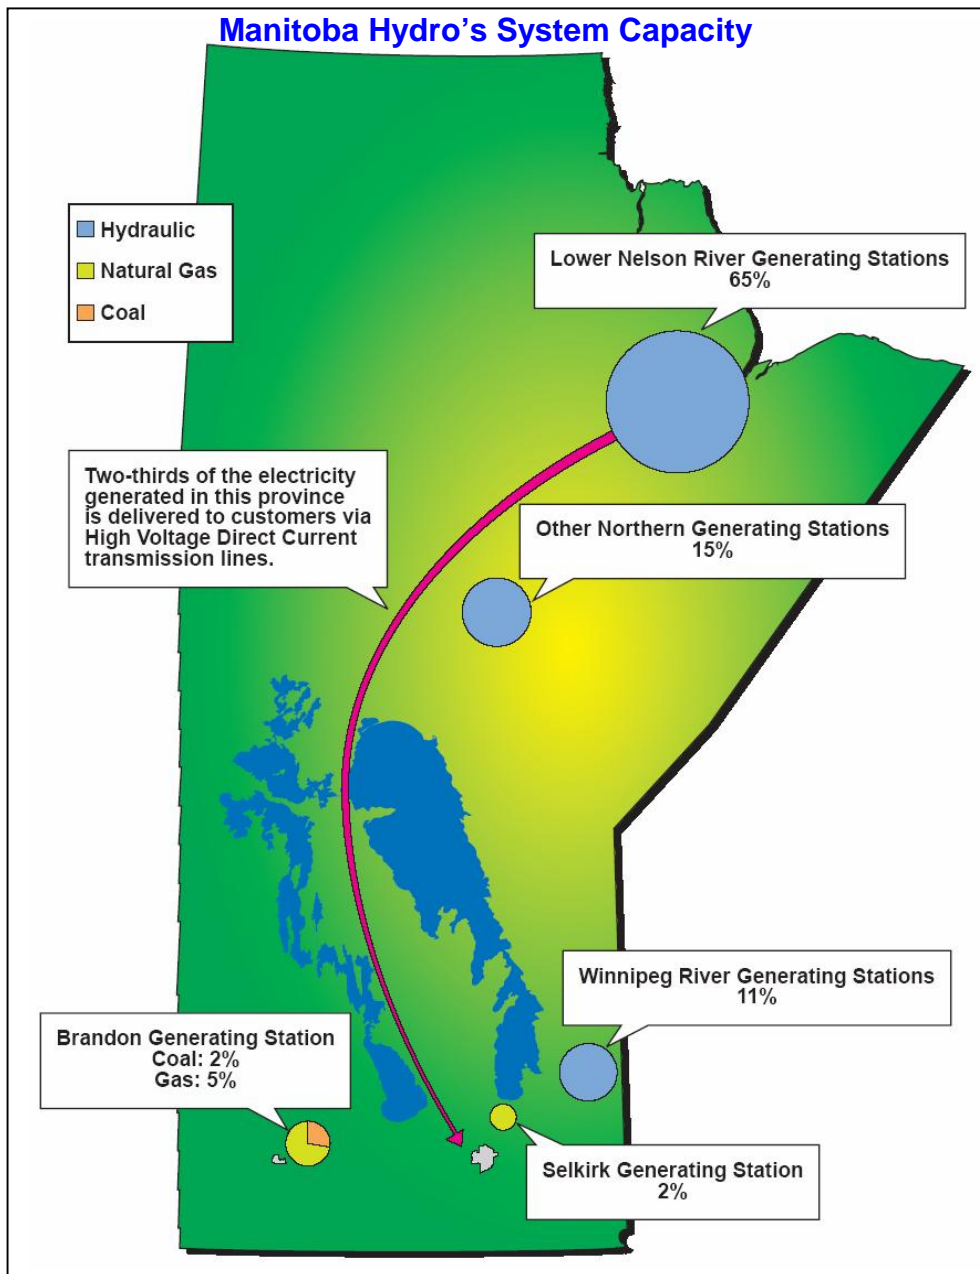 Manitoba Hydro's System Capacity
Hydraulic
Natural Gas
Coal
Lower Nelson River Generating Stations
65%
Two-thirds of the electricity
generated in this province
is delivered to customers via
High Voltage Direct Current
transmission lines.
Other Northern Generating Stations
15%
Winnipeg River Generating Stations
11%
Brandon Generating Station
Coal: 2%
Gas: 5%
Selkirk Generating Station
2%